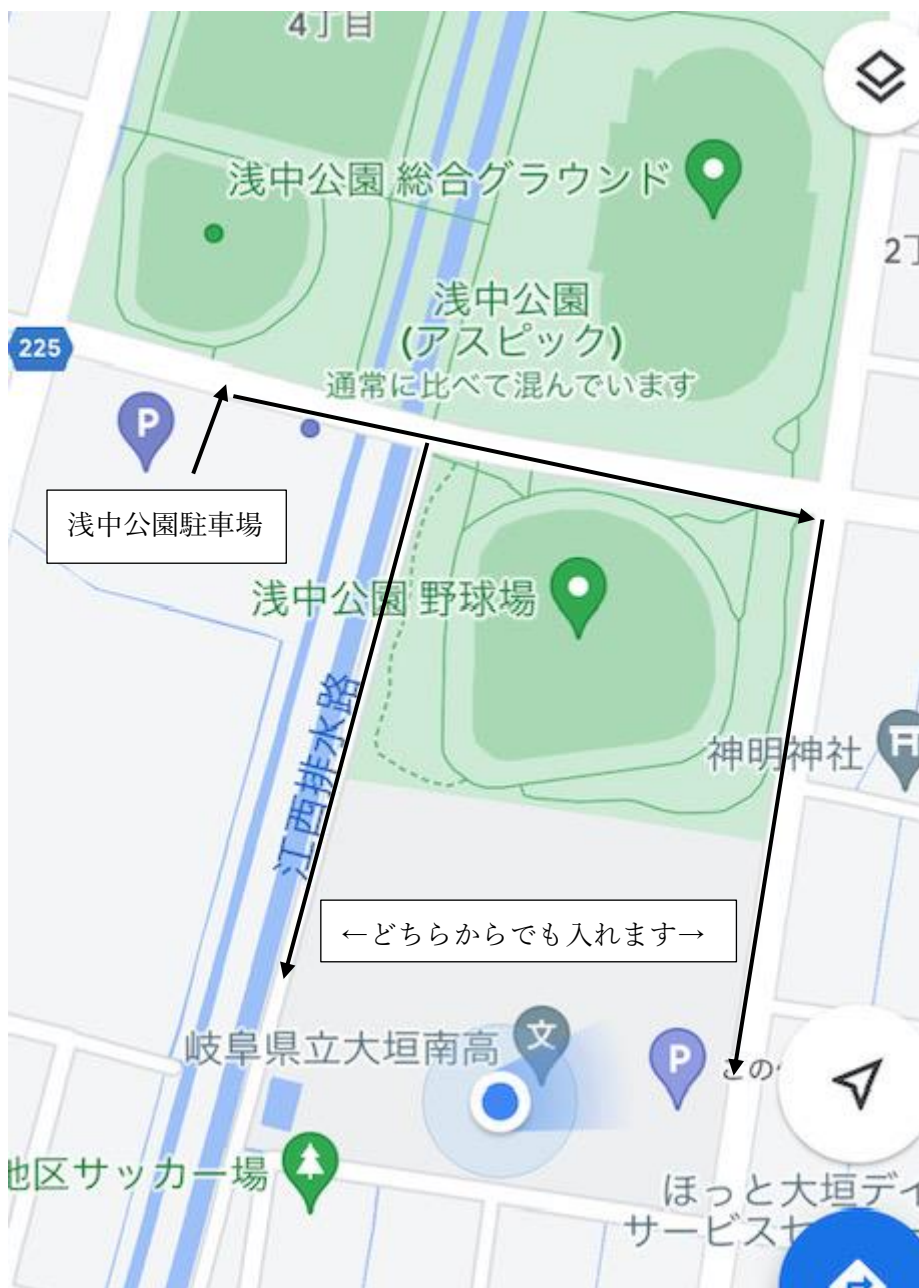 4丁目
浅中公園 総合グラウンド
2丁
浅中公園
(アスピック)
通常に比べて混んでいます
225
P
浅中公園駐車場
浅中公園 野球場
江西排水路
神明神社
←どちらからでも入れます→
岐阜県立大垣南高
文
P
この
地区サッカー場
ほっと大垣デイ
サービスセ